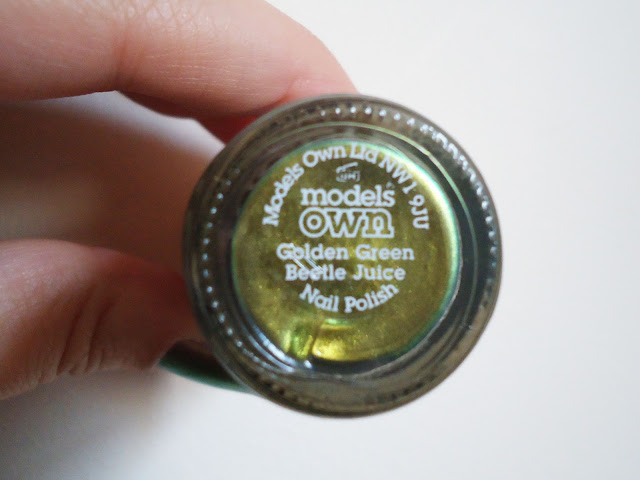 Models Own Ltd NW1 9JU
models
own
Golden Green
Beetle Juice
Nail Polish